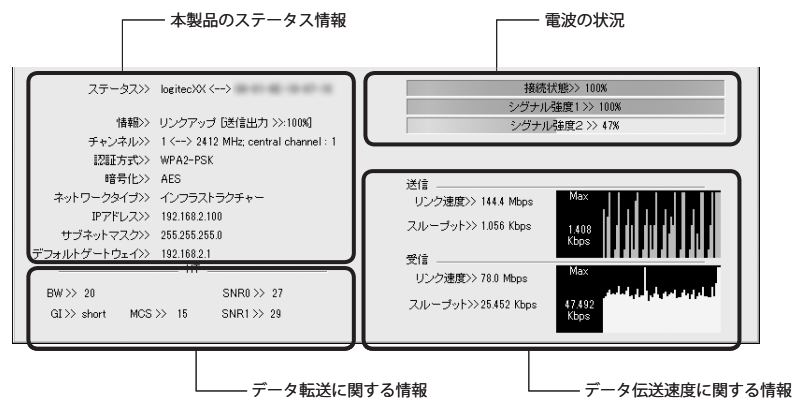 本製品のステータス情報
電波の状況
ステータス>> logitecXX <-->
情報>> リンクアップ [送信出力 >>:100%]
チャンネル>> 1 <--> 2412 MHz; central channel : 1
認証方式>> WPA2-PSK
暗号化>> AES
ネットワークタイプ>> インフラストラクチャー
IPアドレス>> 192.168.2.100
サブネットマスク>> 255.255.255.0
デフォルトゲートウェイ>> 192.168.2.1
接続状態>> 100%
シグナル強度1 >> 100%
シグナル強度2 >> 47%
HT
BW >> 20 SNR0 >> 27
GI >> short MCS >> 15 SNR1 >> 29
送信
リンク速度>> 144.4 Mbps
スループット>> 1.056 Kbps
Max
1.408
Kbps
受信
リンク速度>> 78.0 Mbps
スループット>> 25.452 Kbps
Max
47.492
Kbps
データ転送に関する情報
データ伝送速度に関する情報